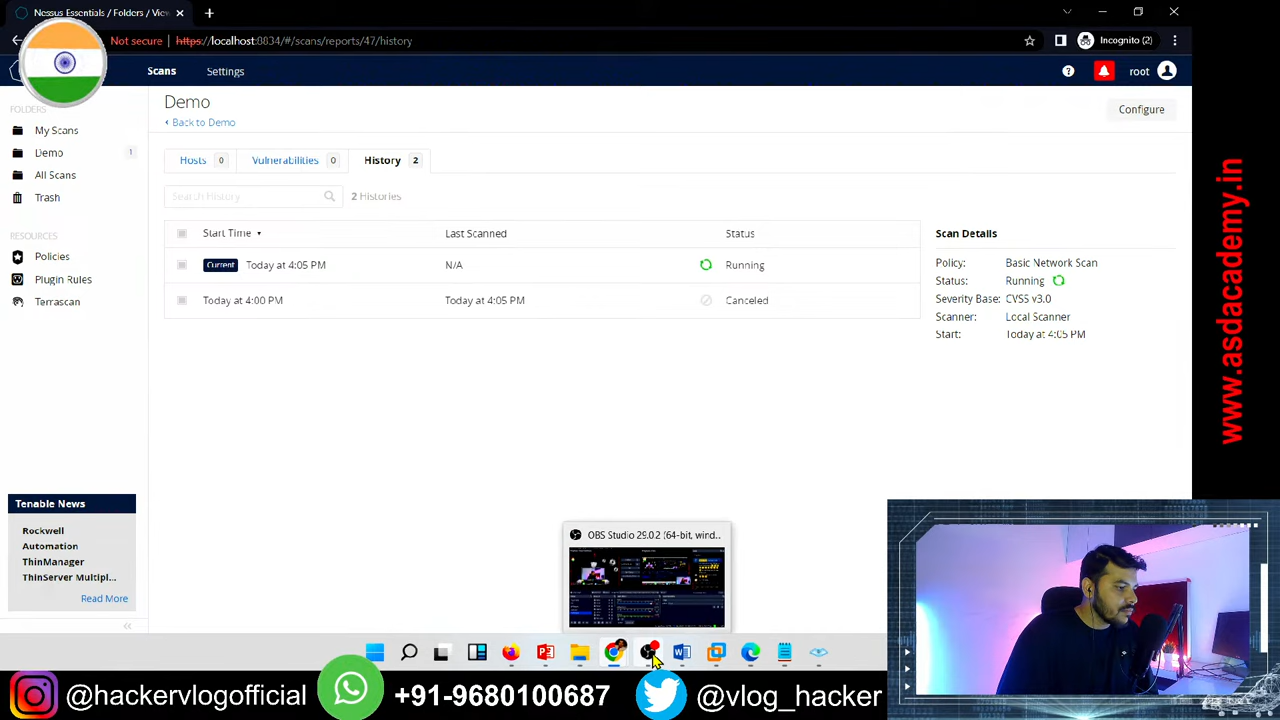 Nessus Essentials / Folders / View
Not secure https://localhost:8834/#/scans/reports/47/history
Incognito (2)
Scans
Settings
root
FOLDERS
My Scans
Demo 1
All Scans
Trash
RESOURCES
Policies
Plugin Rules
Terrascan
Tenable News
Rockwell
Automation
ThinManager
ThinServer Multipl...
Read More
Demo
Back to Demo
Configure
Hosts 0
Vulnerabilities 0
History 2
Search History
2 Histories
Start Time Last Scanned Status
Current Today at 4:05 PM N/A Running
Today at 4:00 PM Today at 4:05 PM Canceled
Scan Details
Policy: Basic Network Scan
Status: Running
Severity Base: CVSS v3.0
Scanner: Local Scanner
Start: Today at 4:05 PM
OBS Studio 29.0.2 (64-bit, wind...
www.asdacademy.in
@hackervlogofficial
+91-9680100687
@vlog_hacker